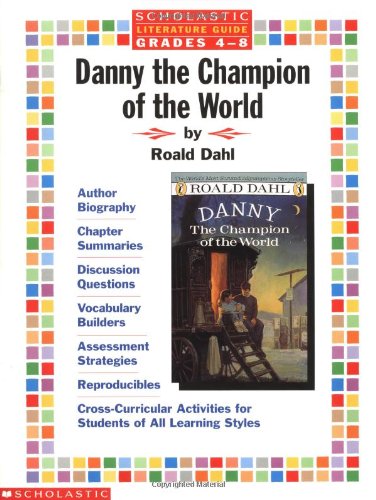 SCHOLASTIC
LITERATURE GUIDE
GRADES 4–8
Danny the Champion
of the World
by
Roald Dahl
Author
Biography
Chapter
Summaries
Discussion
Questions
Vocabulary
Builders
Assessment
Strategies
Reproducibles
Cross-Curricular Activities for
Students of All Learning Styles
ROALD DAHL
DANNY
The Champion
of the World
SCHOLASTIC